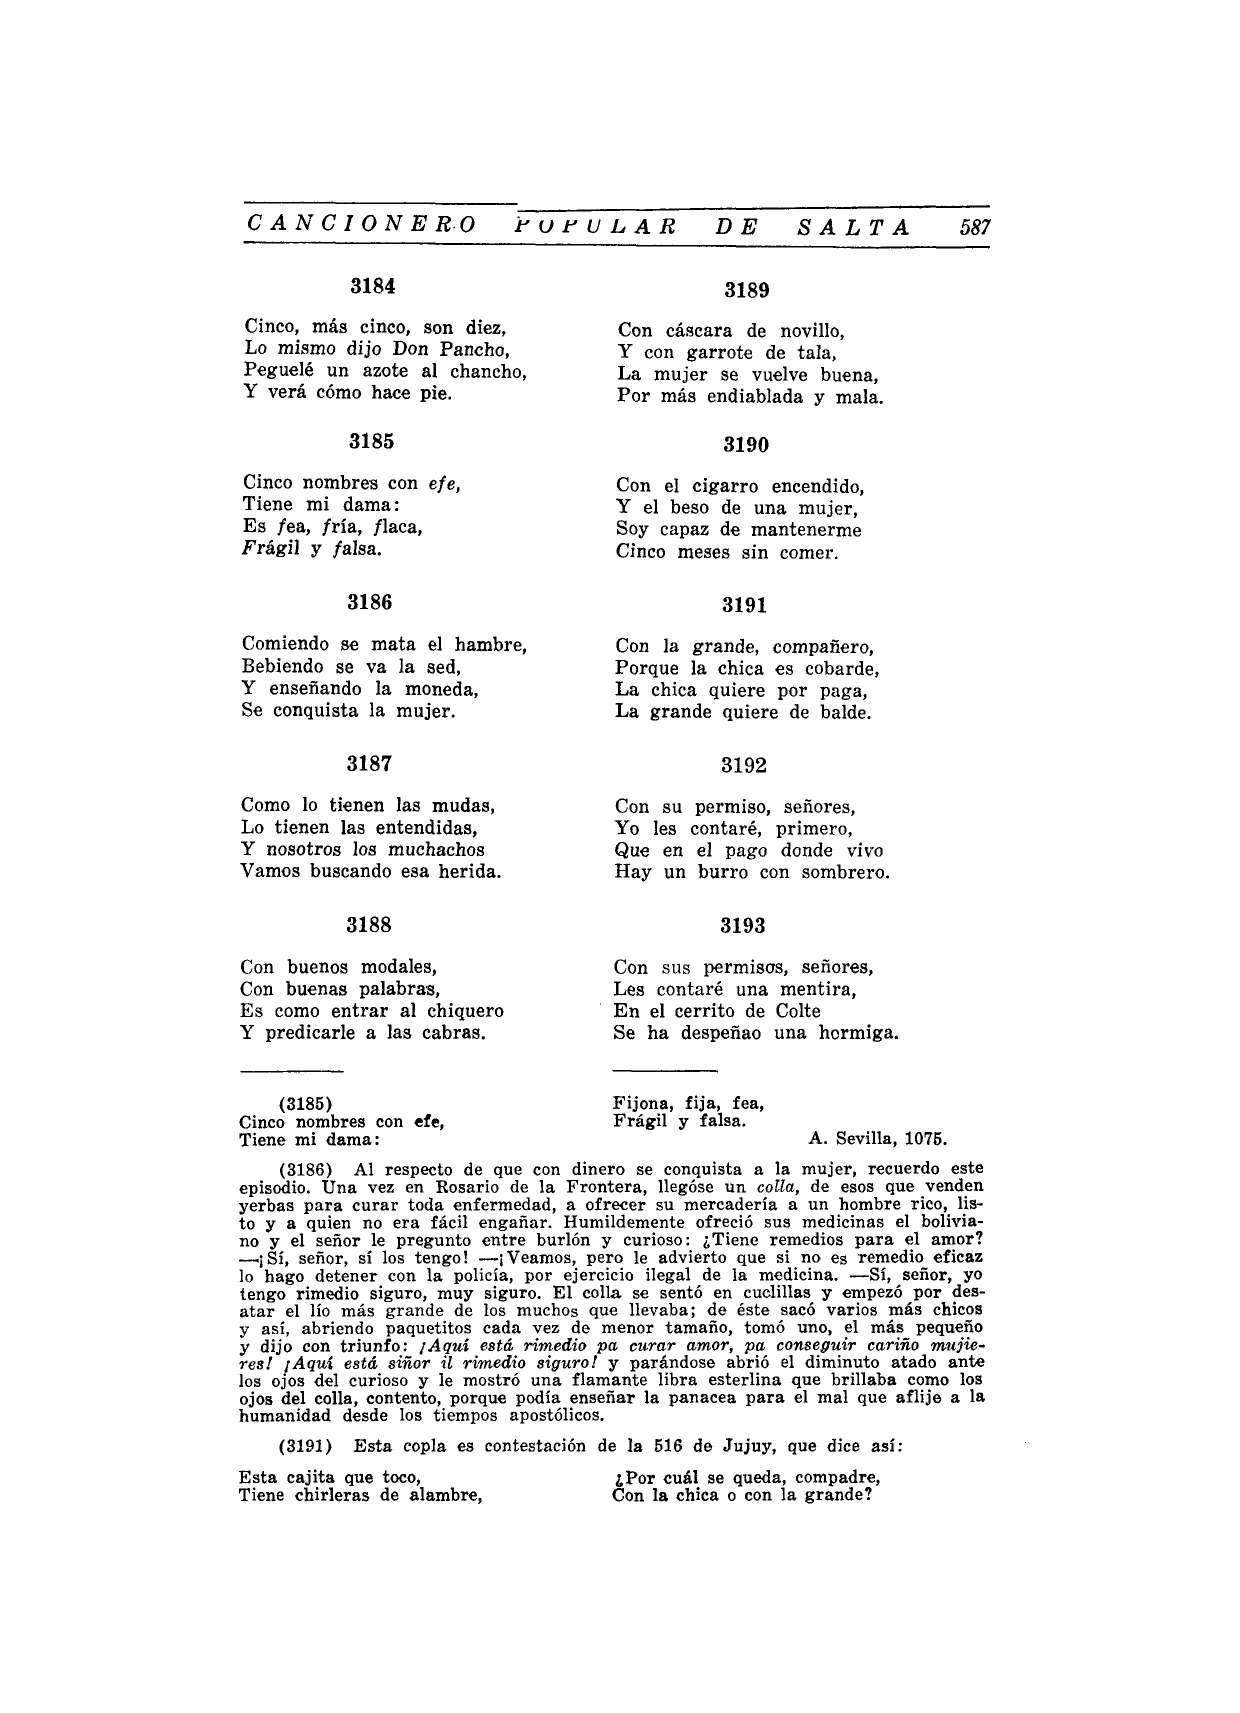 CANCIONERO POPULAR DE SALTA 587
3184
Cinco, más cinco, son diez,
Lo mismo dijo Don Pancho,
Peguelé un azote al chancho,
Y verá cómo hace pie.
3185
Cinco nombres con efe,
Tiene mi dama:
Es fea, fría, flaca,
Frágil y falsa.
3186
Comiendo se mata el hambre,
Bebiendo se va la sed,
Y enseñando la moneda,
Se conquista la mujer.
3187
Como lo tienen las mudas,
Lo tienen las entendidas,
Y nosotros los muchachos
Vamos buscando esa herida.
3188
Con buenos modales,
Con buenas palabras,
Es como entrar al chiquero
Y predicarle a las cabras.
3189
Con cáscara de novillo,
Y con garrote de tala,
La mujer se vuelve buena,
Por más endiablada y mala.
3190
Con el cigarro encendido,
Y el beso de una mujer,
Soy capaz de mantenerme
Cinco meses sin comer.
3191
Con la grande, compañero,
Porque la chica es cobarde,
La chica quiere por paga,
La grande quiere de balde.
3192
Con su permiso, señores,
Yo les contaré, primero,
Que en el pago donde vivo
Hay un burro con sombrero.
3193
Con sus permisos, señores,
Les contaré una mentira,
En el cerrito de Colte
Se ha despeñao una hormiga.
(3185)
Cinco nombres con efe,
Tiene mi dama:
Fijona, fija, fea,
Frágil y falsa.
A. Sevilla, 1075.
(3186) Al respecto de que con dinero se conquista a la mujer, recuerdo este
episodio. Una vez en Rosario de la Frontera, llegóse un colla, de esos que venden
yerbas para curar toda enfermedad, a ofrecer su mercadería a un hombre rico, lis-
to y a quien no era fácil engañar. Humildemente ofreció sus medicinas el bolivia-
no y el señor le pregunto entre burlón y curioso: ¿Tiene remedios para el amor?
—¡Sí, señor, sí los tengo! —¡Veamos, pero le advierto que si no es remedio eficaz
lo hago detener con la policía, por ejercicio ilegal de la medicina. —Sí, señor, yo
tengo rimedio siguro, muy siguro. El colla se sentó en cuclillas y empezó por des-
atar el lío más grande de los muchos que llevaba; de éste sacó varios más chicos
y así, abriendo paquetitos cada vez de menor tamaño, tomó uno, el más pequeño
y dijo con triunfo: ¡Aquí está rimedio pa curar amor, pa conseguir cariño mujie-
res! ¡Aquí está siñor il rimedio siguro! y parándose abrió el diminuto atado ante
los ojos del curioso y le mostró una flamante libra esterlina que brillaba como los
ojos del colla, contento, porque podía enseñar la panacea para el mal que aflije a la
humanidad desde los tiempos apostólicos.
(3191) Esta copla es contestación de la 516 de Jujuy, que dice así:
Esta cajita que toco,
Tiene chirleras de alambre,
¿Por cuál se queda, compadre,
Con la chica o con la grande?